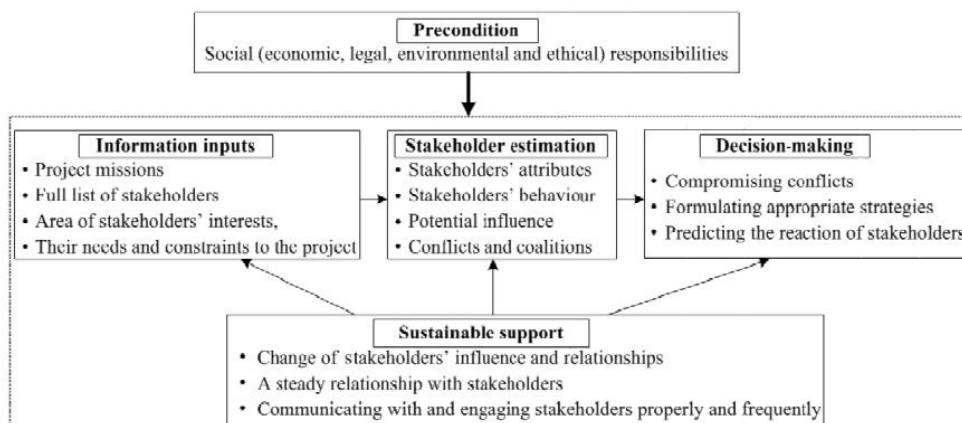 Precondition
Social (economic, legal, environmental and ethical) responsibilities
Information inputs
• Project missions
• Full list of stakeholders
• Area of stakeholders' interests,
• Their needs and constraints to the project
Stakeholder estimation
• Stakeholders' attributes
• Stakeholders' behaviour
• Potential influence
• Conflicts and coalitions
Decision-making
• Compromising conflicts
• Formulating appropriate strategies
• Predicting the reaction of stakeholders
Sustainable support
• Change of stakeholders' influence and relationships
• A steady relationship with stakeholders
• Communicating with and engaging stakeholders properly and frequently